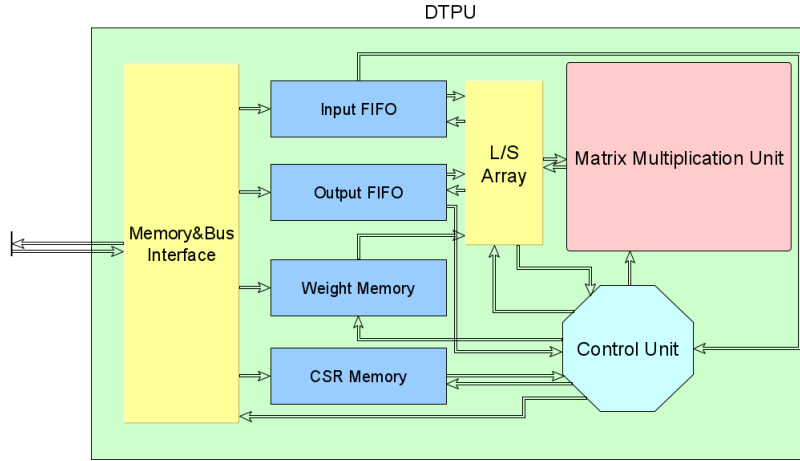 DTPU
Input FIFO
L/S
Array
Matrix Multiplication Unit
Output FIFO
Memory&Bus
Interface
Weight Memory
Control Unit
CSR Memory